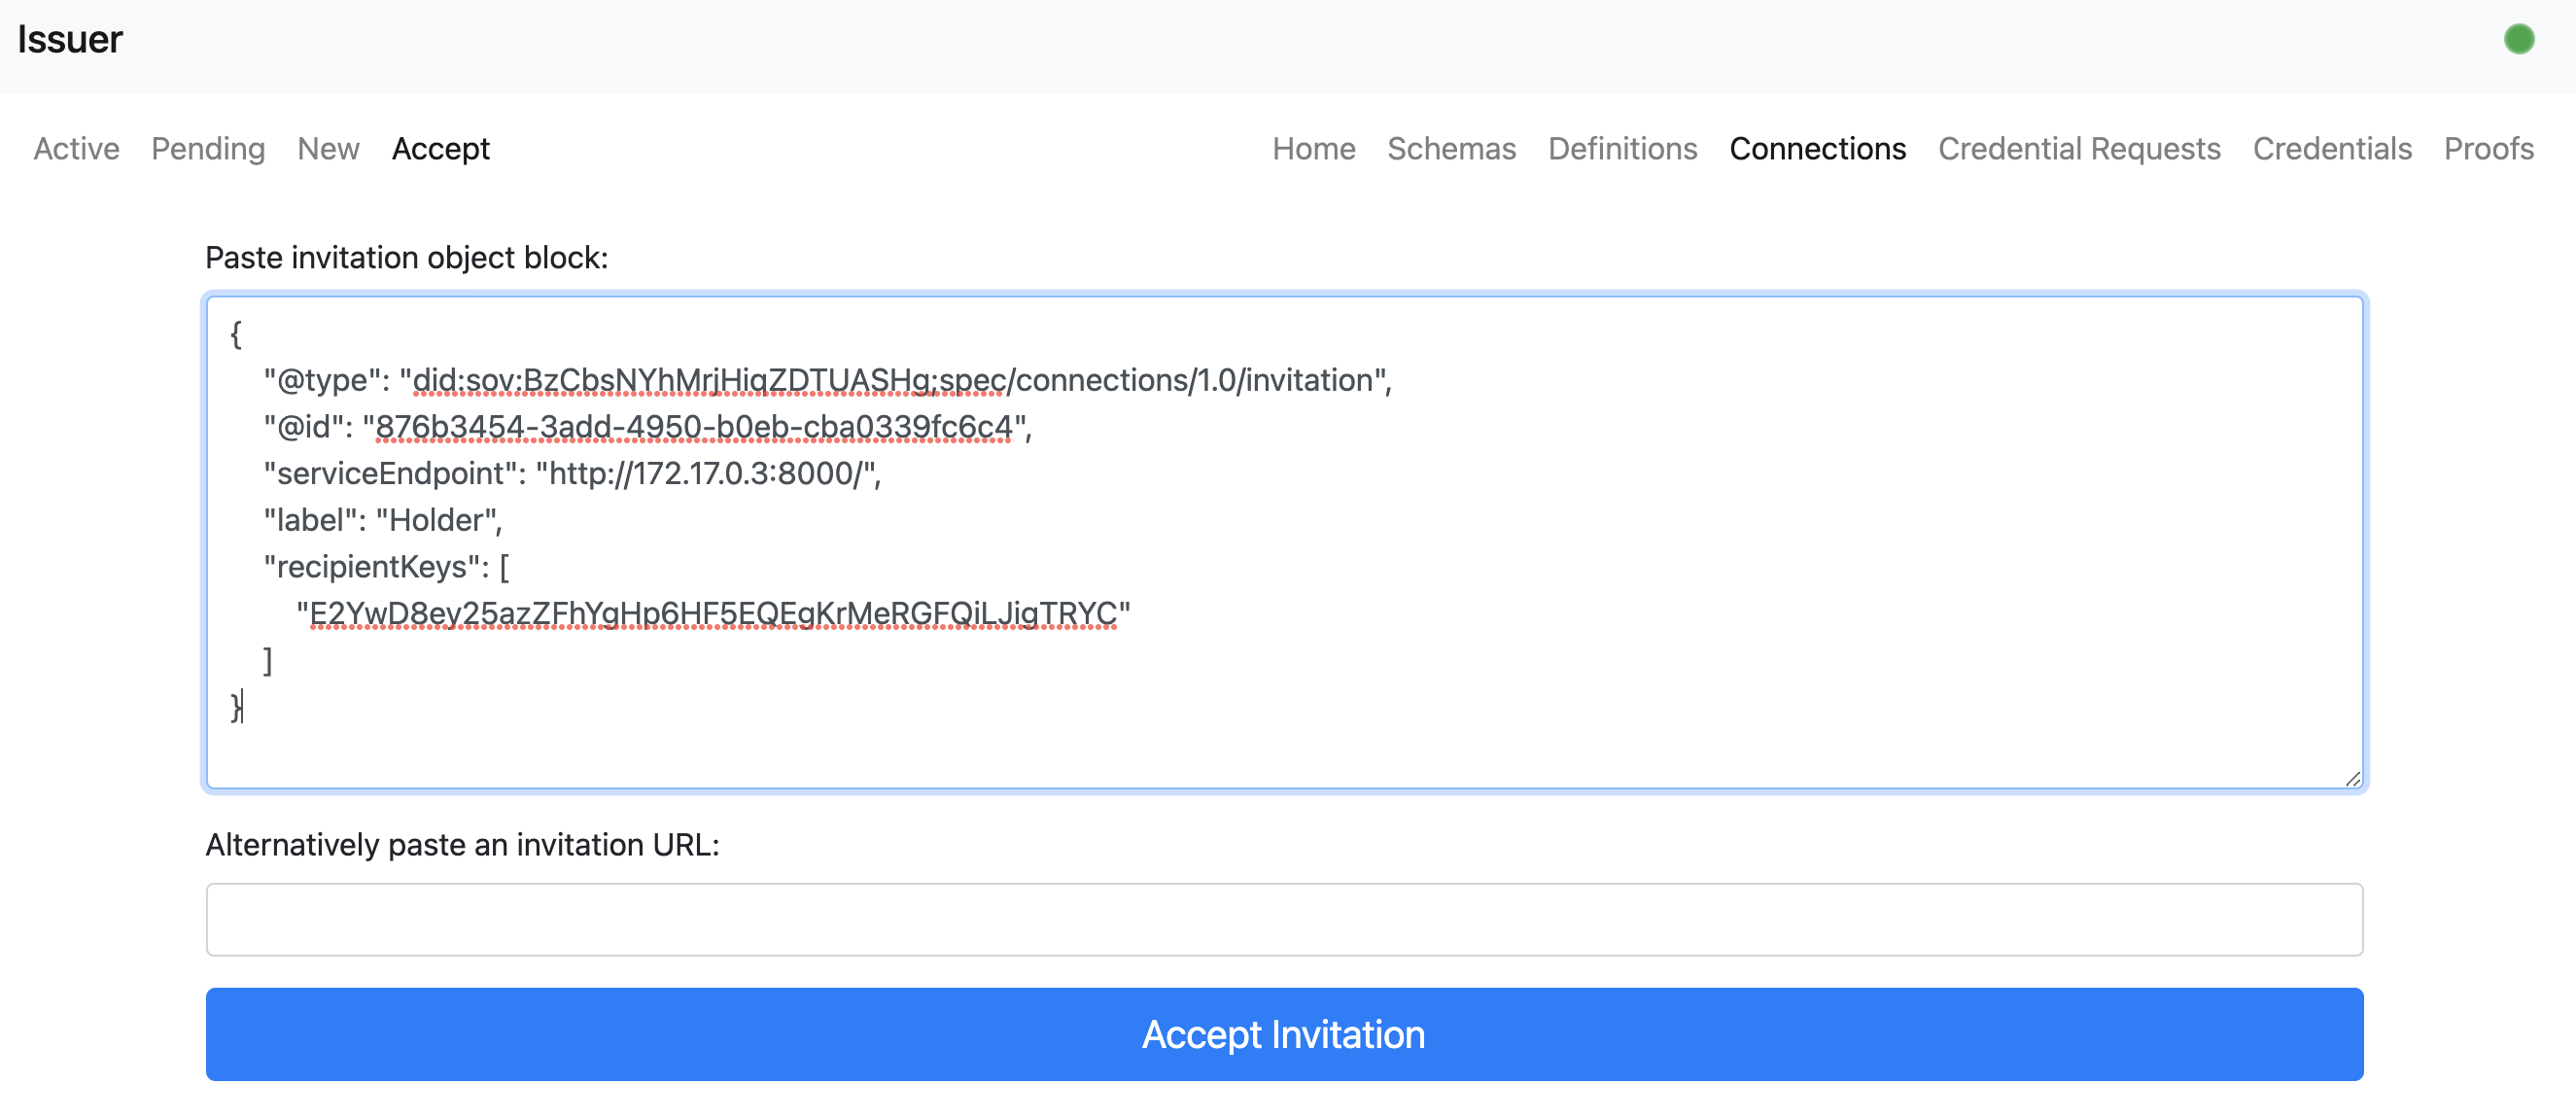 Issuer
Active Pending New Accept Home Schemas Definitions Connections Credential Requests Credentials Proofs
Paste invitation object block:
{
"@type": "did:sov:BzCbsNYhMrjHiqZDTUASHg;spec/connections/1.0/invitation",
"@id": "876b3454-3add-4950-b0eb-cba0339fc6c4",
"serviceEndpoint": "http://172.17.0.3:8000/",
"label": "Holder",
"recipientKeys": [
"E2YwD8ey25azZFhYgHp6HF5EQEgKrMeRGFQiLJigTRYC"
]
}
Alternatively paste an invitation URL:
Accept Invitation